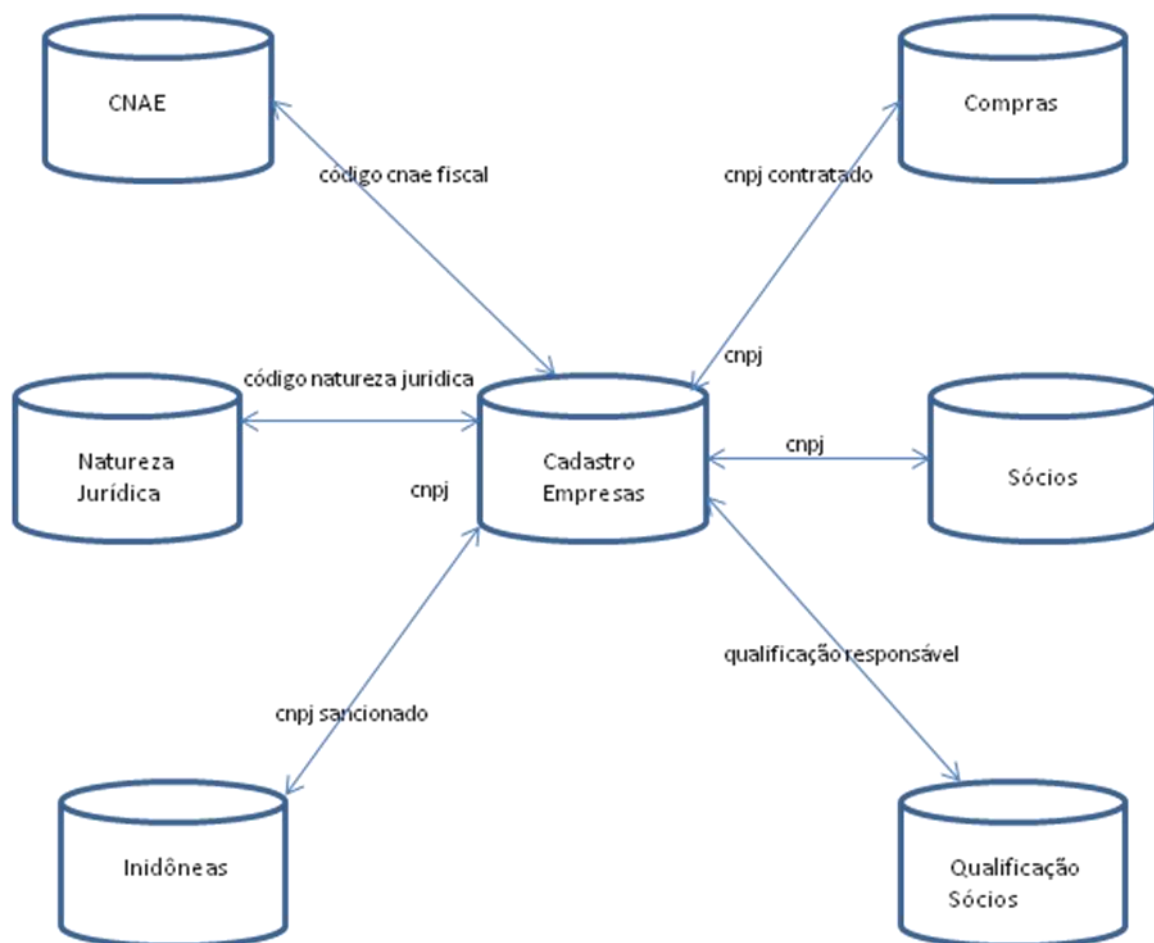 CNAE
Compras
código cnae fiscal
cnpj contratado
cnpj
código natureza juridica
Natureza
Jurídica
cnpj
Cadastro
Empresas
cnpj
Sócios
qualificação responsável
cnpj sancionado
Inidôneas
Qualificação
Sócios